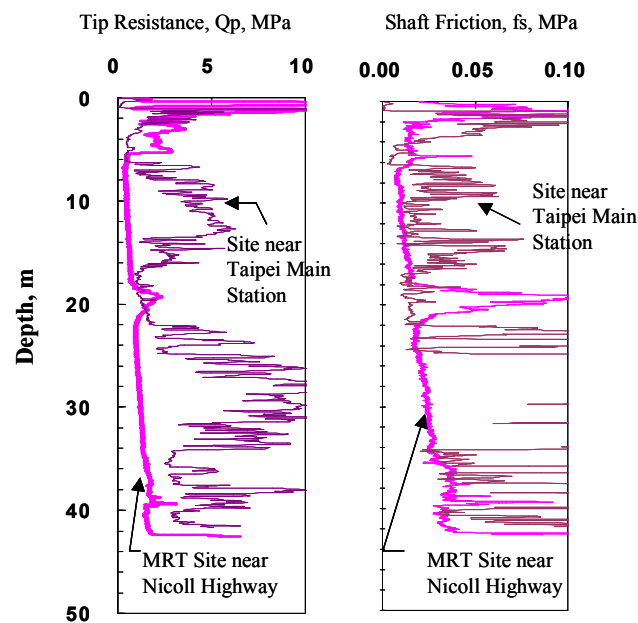 Tip Resistance, Qp, MPa
0 5 10
Depth, m
0
10
20
30
40
50
Site near
Taipei Main
Station
MRT Site near
Nicoll Highway
Shaft Friction, fs, MPa
0.00 0.05 0.10
Site near
Taipei Main
Station
MRT Site near
Nicoll Highway